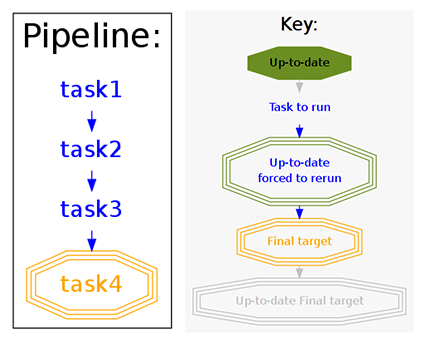 Pipeline:
task1
task2
task3
task4
Key:
Up-to-date
Task to run
Up-to-date
forced to rerun
Final target
Up-to-date Final target